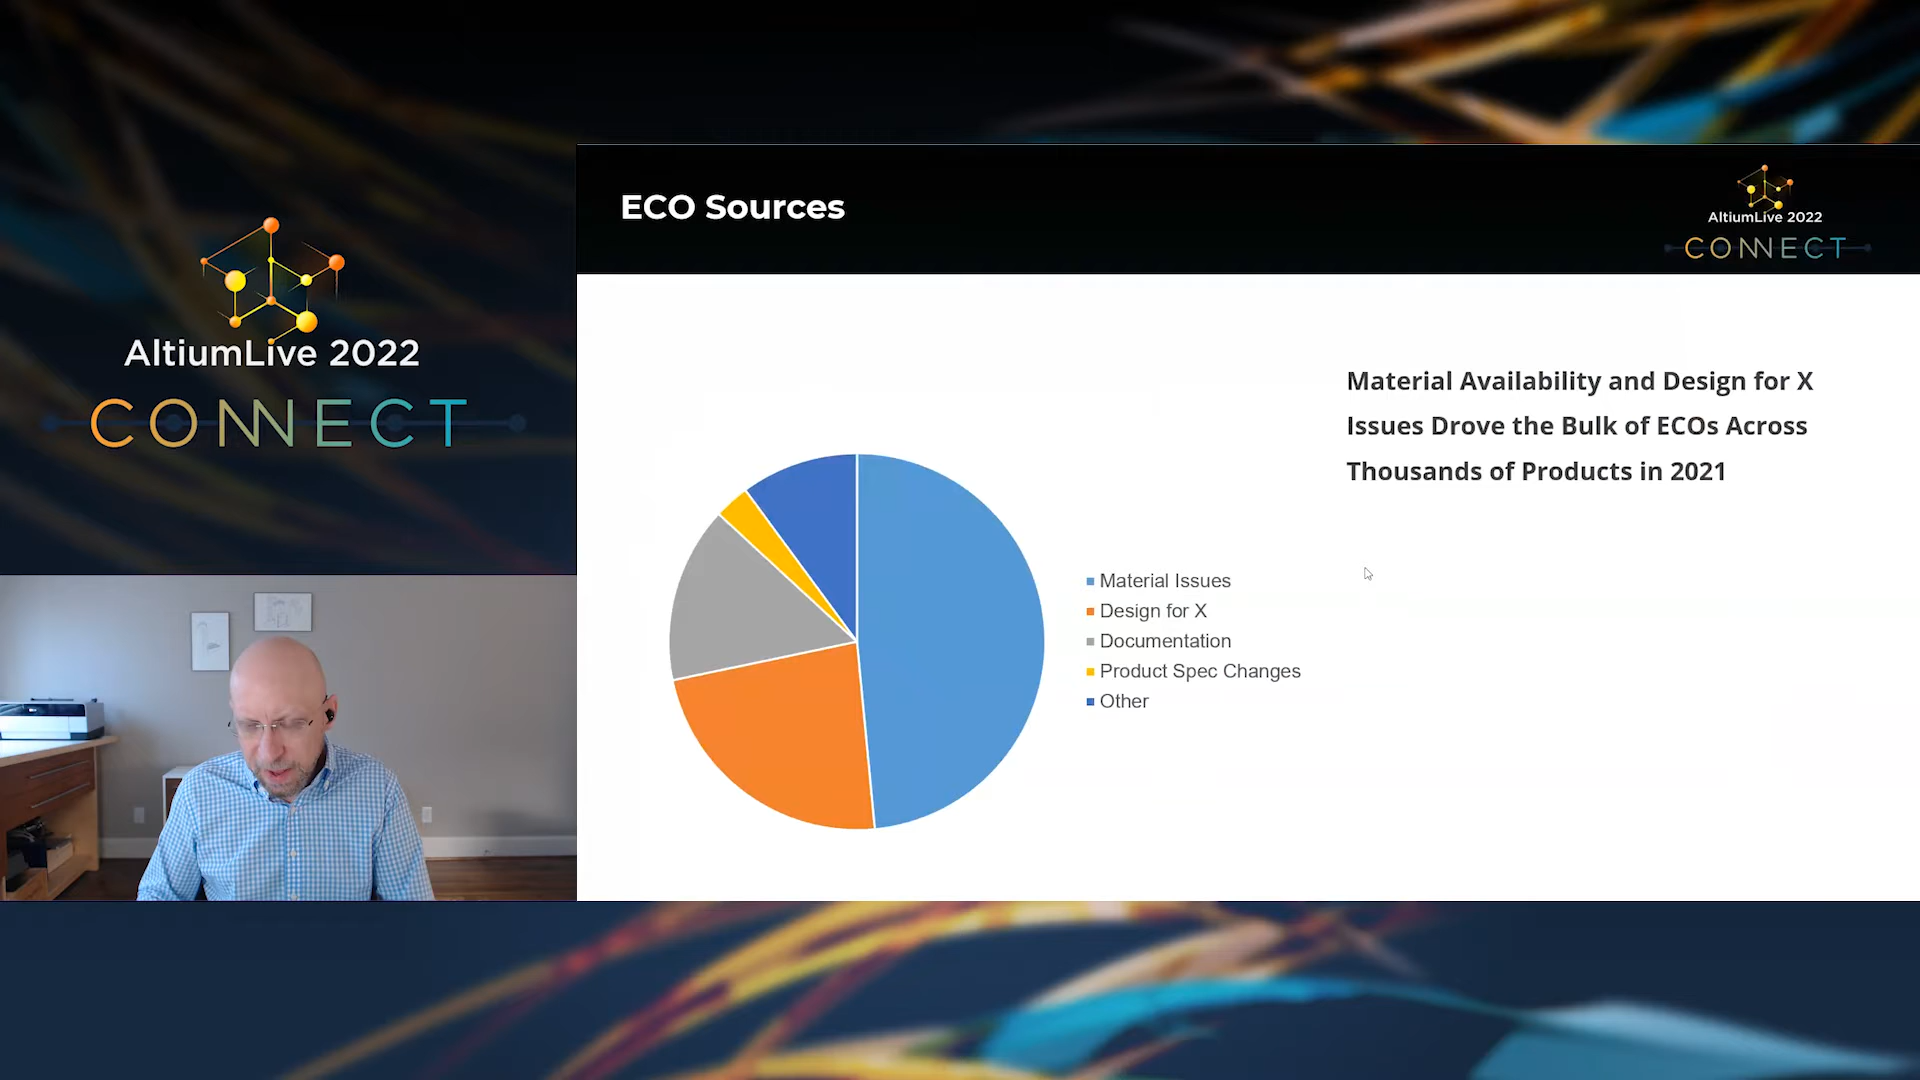 AltiumLive 2022
CONNECT
ECO Sources
AltiumLive 2022
CONNECT
Material Availability and Design for X
Issues Drove the Bulk of ECOs Across
Thousands of Products in 2021
Material Issues
Design for X
Documentation
Product Spec Changes
Other